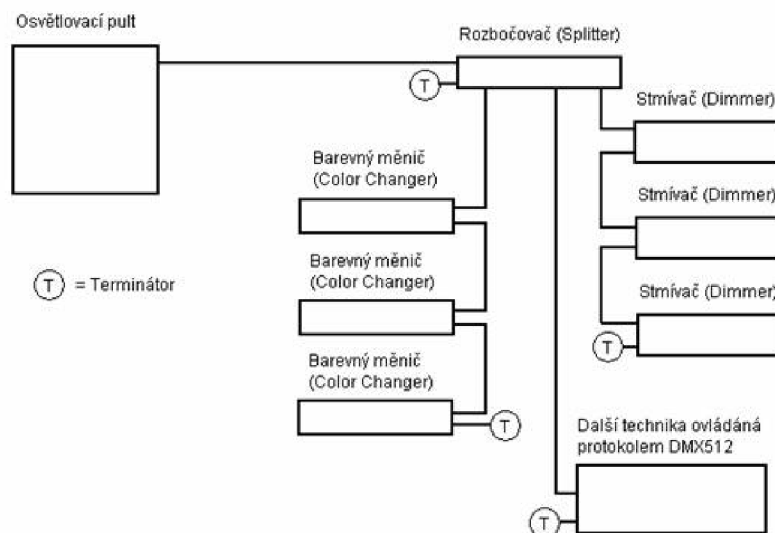 Osvětlovací pult
Rozbočovač (Splitter)
T
Stmívač (Dimmer)
Barevný měnič
(Color Changer)
Stmívač (Dimmer)
Barevný měnič
(Color Changer)
T = Terminátor
Stmívač (Dimmer)
T
Barevný měnič
(Color Changer)
T
Další technika ovládáná
protokolem DMX512
T